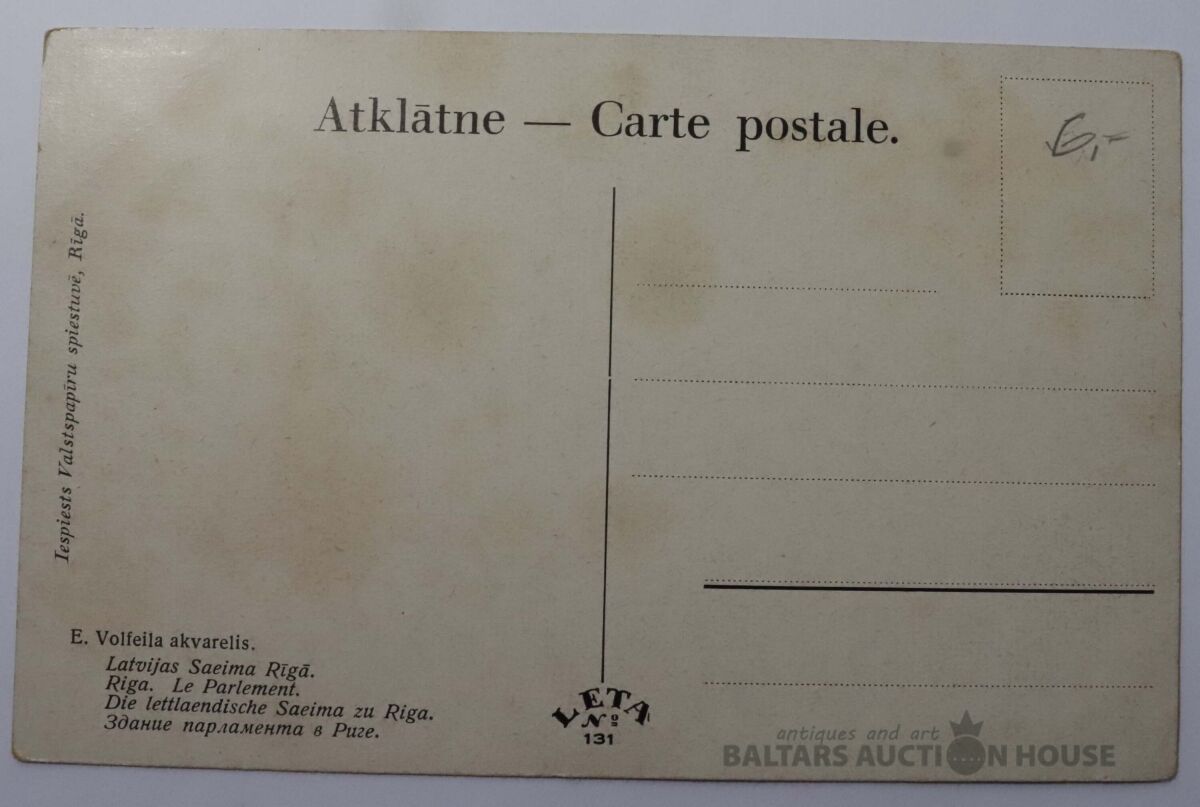 Atklātne — Carte postale.
6,-
Iespiests Valstspapīru spiestuvē, Rīgā.
E. Volfeila akvarelis.
Latvijas Saeima Rīgā.
Riga. Le Parlement.
Die lettlaendische Saeima zu Riga.
Здание парламента в Риге.
LETA
№
131
antiques and art
BALTARS AUCTION HOUSE